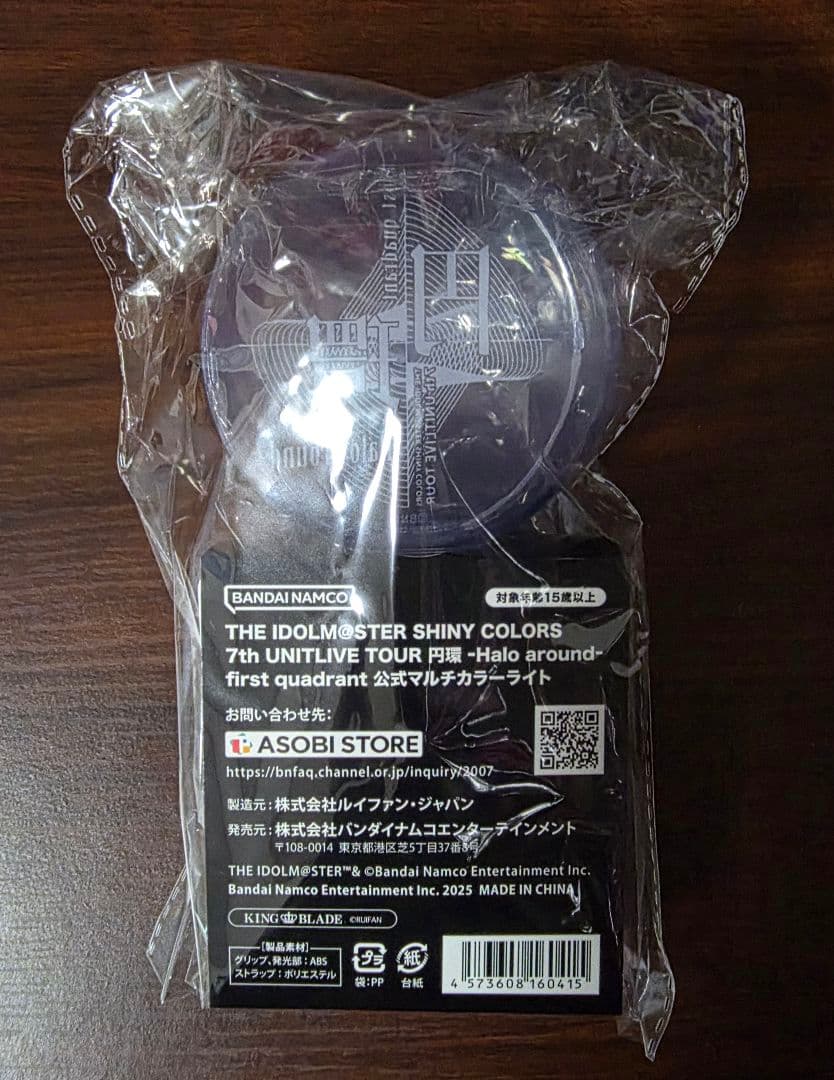 BANDAI NAMCO
対象年齢15歳以上
THE IDOLM@STER SHINY COLORS
7th UNITLIVE TOUR 円環 -Halo around-
first quadrant 公式マルチカラーライト
お問い合わせ先：
ASOBI STORE
https://bnfaq.channel.or.jp/inquiry/2007
製造元：株式会社ルイファン・ジャパン
発売元：株式会社バンダイナムコエンターテインメント
〒108-0014 東京都港区芝5丁目37番8号
THE IDOLM@STER™& ©Bandai Namco Entertainment Inc.
Bandai Namco Entertainment Inc. 2025 MADE IN CHINA
KING BLADE ©RUIFAN
[製品素材]
グリップ、発光部：ABS
ストラップ：ポリエステル
プラ
袋：PP
紙
台紙
4 573608 160415